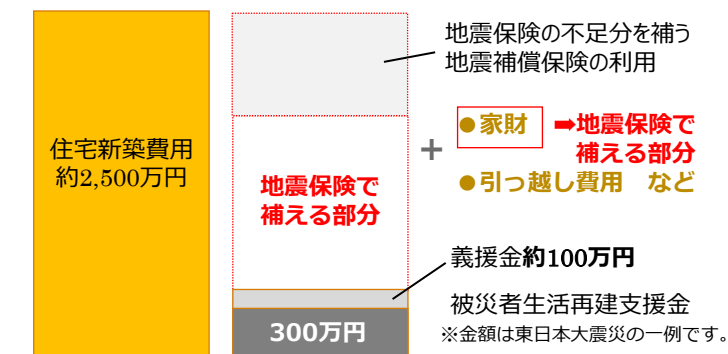 住宅新築費用
約2,500万円
地震保険の不足分を補う
地震補償保険の利用
地震保険で
補える部分
＋
●家財 ➡地震保険で
補える部分
●引っ越し費用　など
義援金約100万円
被災者生活再建支援金
300万円
※金額は東日本大震災の一例です。